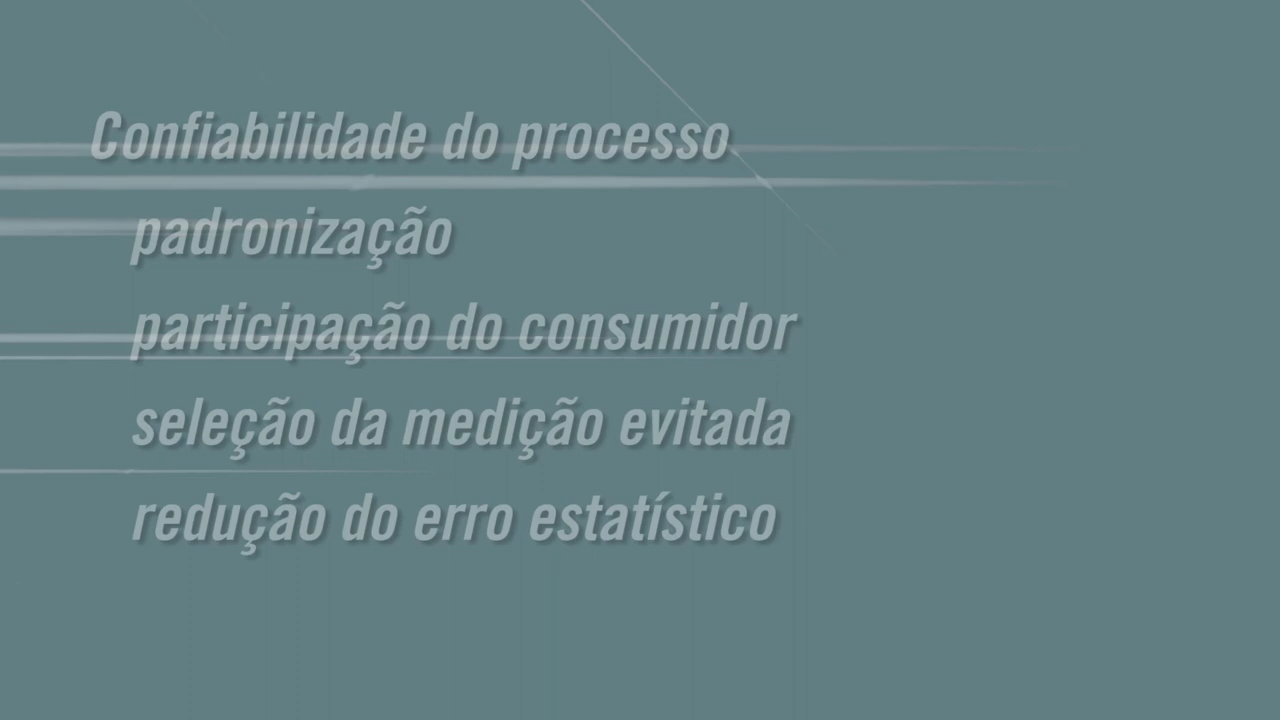 Confiabilidade do processo
padronização
participação do consumidor
seleção da medição evitada
redução do erro estatístico